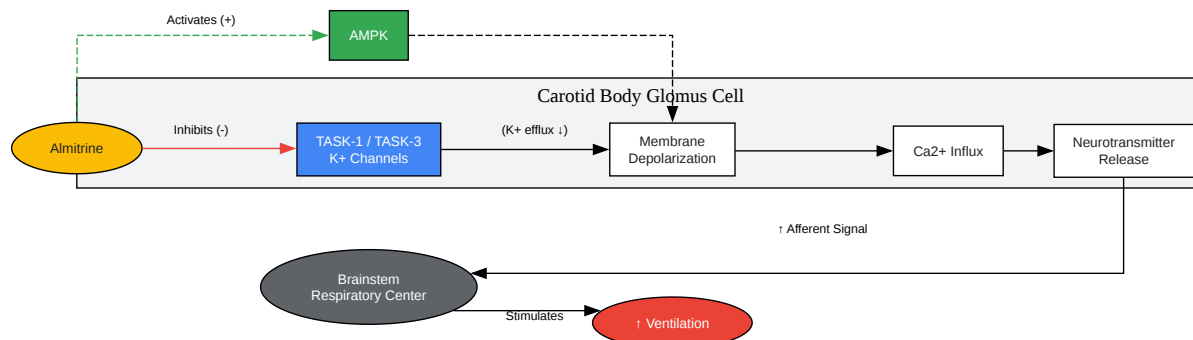 Activates (+)
AMPK
Carotid Body Glomus Cell
Almitrine
Inhibits (-)
TASK-1 / TASK-3
K+ Channels
(K+ efflux ↓)
Membrane
Depolarization
Ca2+ Influx
Neurotransmitter
Release
↑ Afferent Signal
Brainstem
Respiratory Center
Stimulates
↑ Ventilation